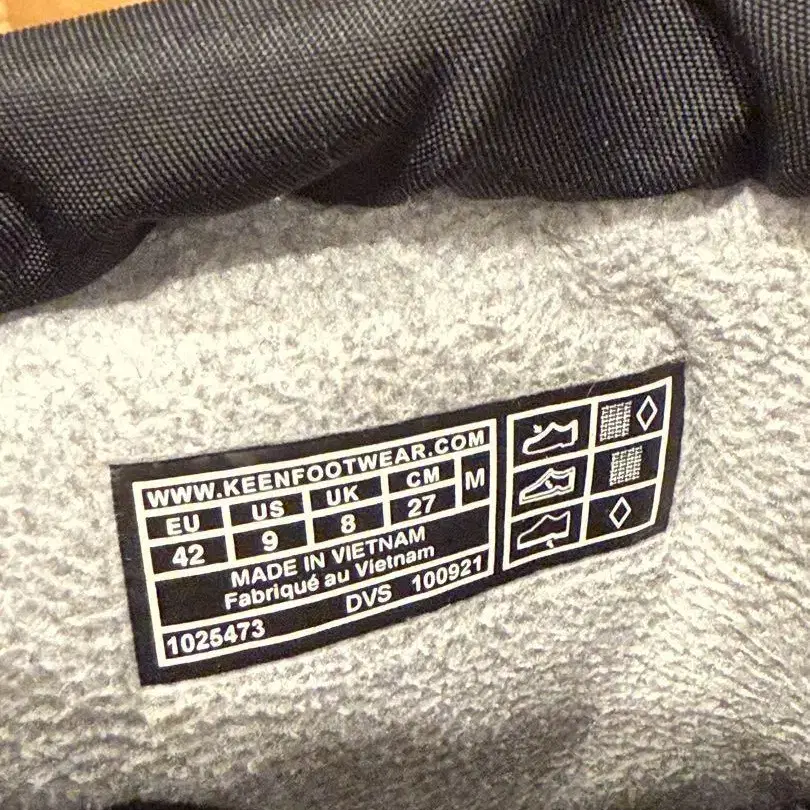 WWW.KEENFOOTWEAR.COM
EU US UK CM M
42 9 8 27
MADE IN VIETNAM
Fabriqué au Vietnam
DVS 100921
1025473